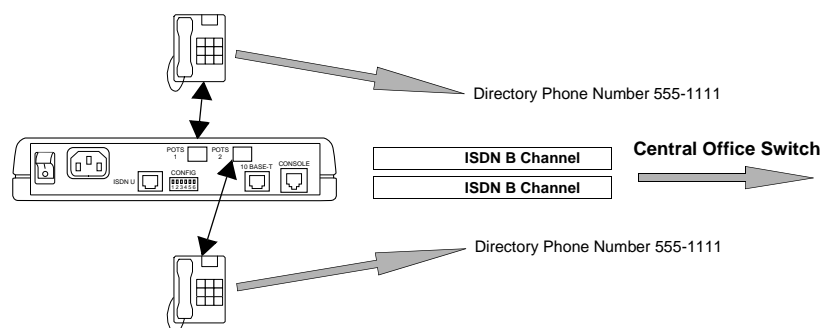 Directory Phone Number 555-1111
POTS 1
POTS 2
ISDN U
CONFIG
1 2 3 4 5 6
10 BASE-T
CONSOLE
ISDN B Channel
ISDN B Channel
Central Office Switch
Directory Phone Number 555-1111